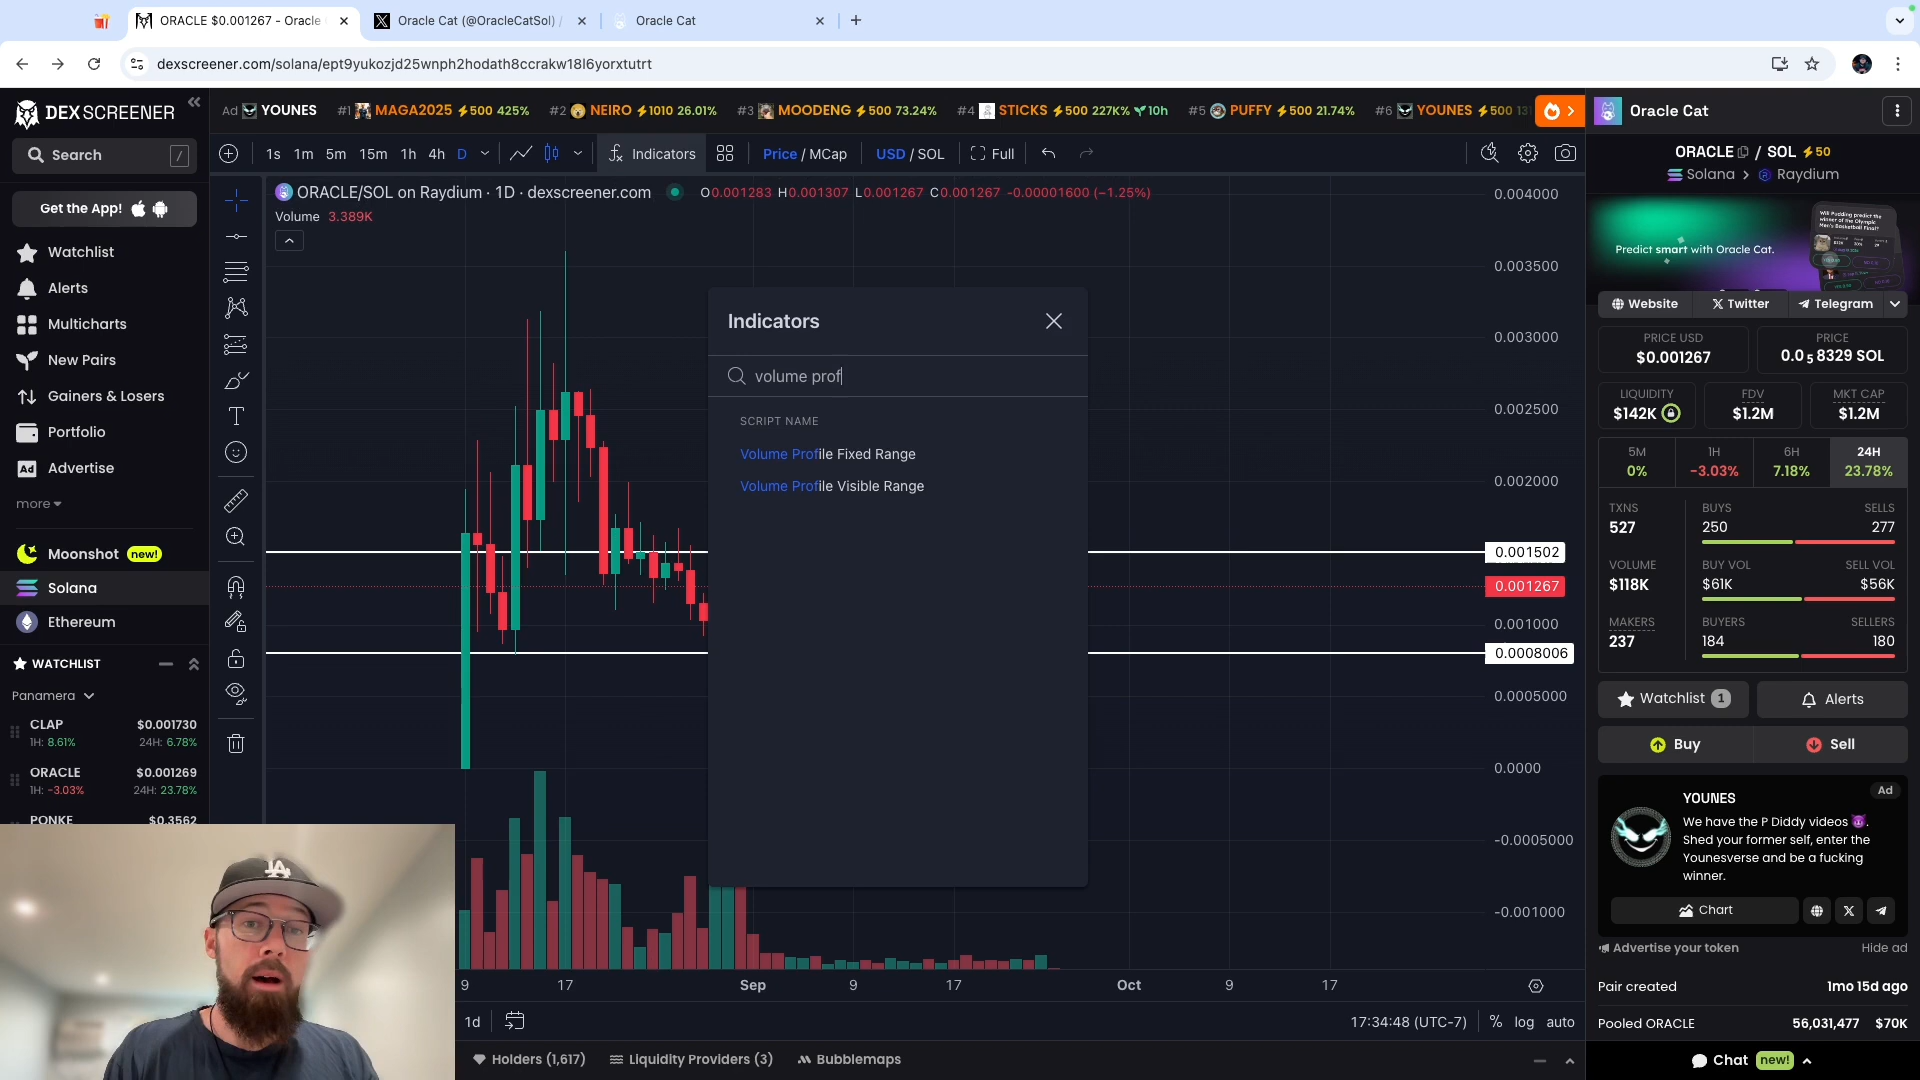 ORACLE $0.001267 - Oracle
Oracle Cat (@OracleCatSol) /
Oracle Cat
dexscreener.com/solana/ept9yukozjd25wnph2hodath8ccrakw18l6yorxtutrt
DEX SCREENER
Search /
Get the App!
Watchlist
Alerts
Multicharts
New Pairs
Gainers & Losers
Portfolio
Ad Advertise
more
Moonshot new!
Solana
Ethereum
WATCHLIST
Panamera
CLAP $0.001730
1H: 8.61% 24H: 6.78%
ORACLE $0.001269
1H: -3.03% 24H: 23.78%
PONKE $0.3562
Ad YOUNES #1 MAGA2025 500 425% #2 NEIRO 1010 26.01% #3 MOODENG 500 73.24% #4 STICKS 500 227K% 10h #5 PUFFY 500 21.74% #6 YOUNES 500
1s 1m 5m 15m 1h 4h D Indicators Price / MCap USD / SOL Full
ORACLE/SOL on Raydium · 1D · dexscreener.com O0.001283 H0.001307 L0.001267 C0.001267 -0.00001600 (−1.25%)
Volume 3.389K
Indicators
volume prof
SCRIPT NAME
Volume Profile Fixed Range
Volume Profile Visible Range
0.004000
0.003500
0.003000
0.002500
0.002000
0.001502
0.001267
0.001000
0.0008006
0.0005000
0.0000
-0.0005000
-0.001000
9 17 Sep 9 17 Oct 9 17
1d 17:34:48 (UTC-7) % log auto
Holders (1,617) Liquidity Providers (3) Bubblemaps
Oracle Cat
ORACLE / SOL 50
Solana > Raydium
Predict smart with Oracle Cat.
Will Pudding predict the winner of the Olympic Men's Basketball Final?
Website Twitter Telegram
PRICE USD
$0.001267
PRICE
0.0₅8329 SOL
LIQUIDITY
$142K
FDV
$1.2M
MKT CAP
$1.2M
5M
0%
1H
-3.03%
6H
7.18%
24H
23.78%
TXNS
527
BUYS
250
SELLS
277
VOLUME
$118K
BUY VOL
$61K
SELL VOL
$56K
MAKERS
237
BUYERS
184
SELLERS
180
Watchlist 1
Alerts
Buy
Sell
YOUNES
Ad
We have the P Diddy videos 😈.
Shed your former self, enter the
Younesverse and be a fucking
winner.
Chart
Advertise your token Hide ad
Pair created 1mo 15d ago
Pooled ORACLE 56,031,477 $70K
Chat new!
LA